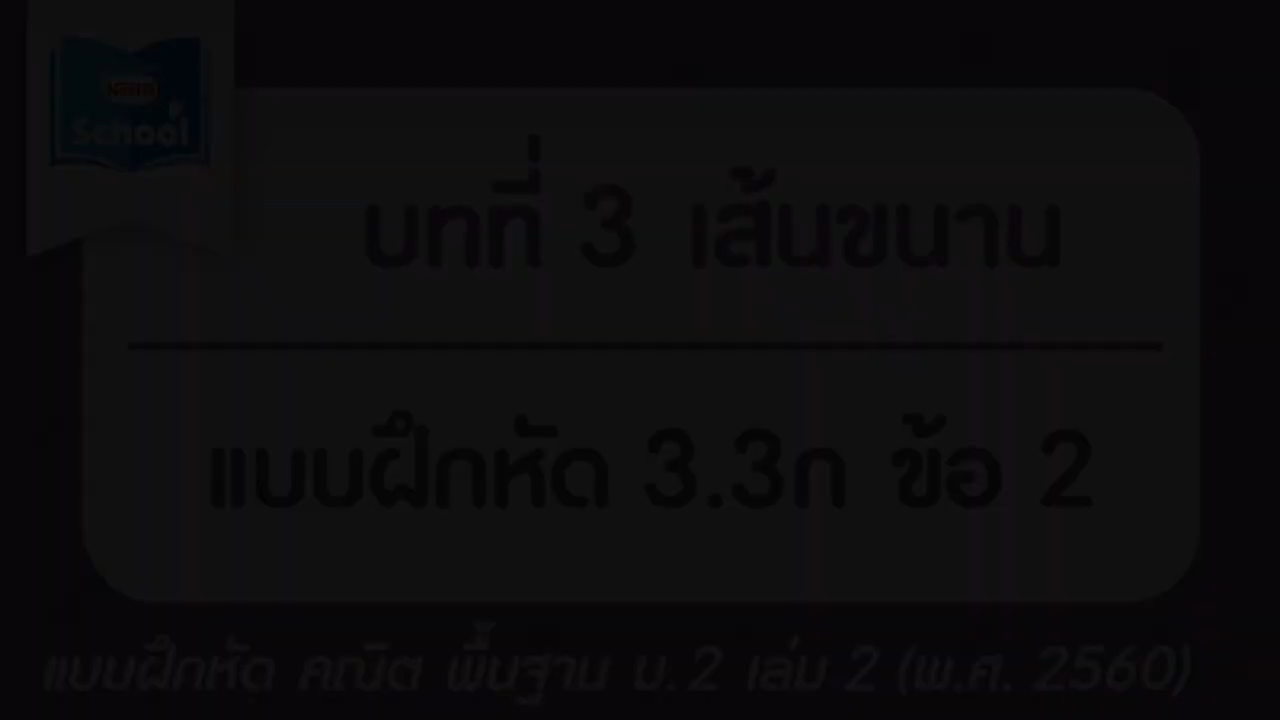 School
บทที่ 3 เส้นขนาน
แบบฝึกหัด 3.3ก ข้อ 2
แบบฝึกหัด คณิต พื้นฐาน ม.2 เล่ม 2 (พ.ศ. 2560)